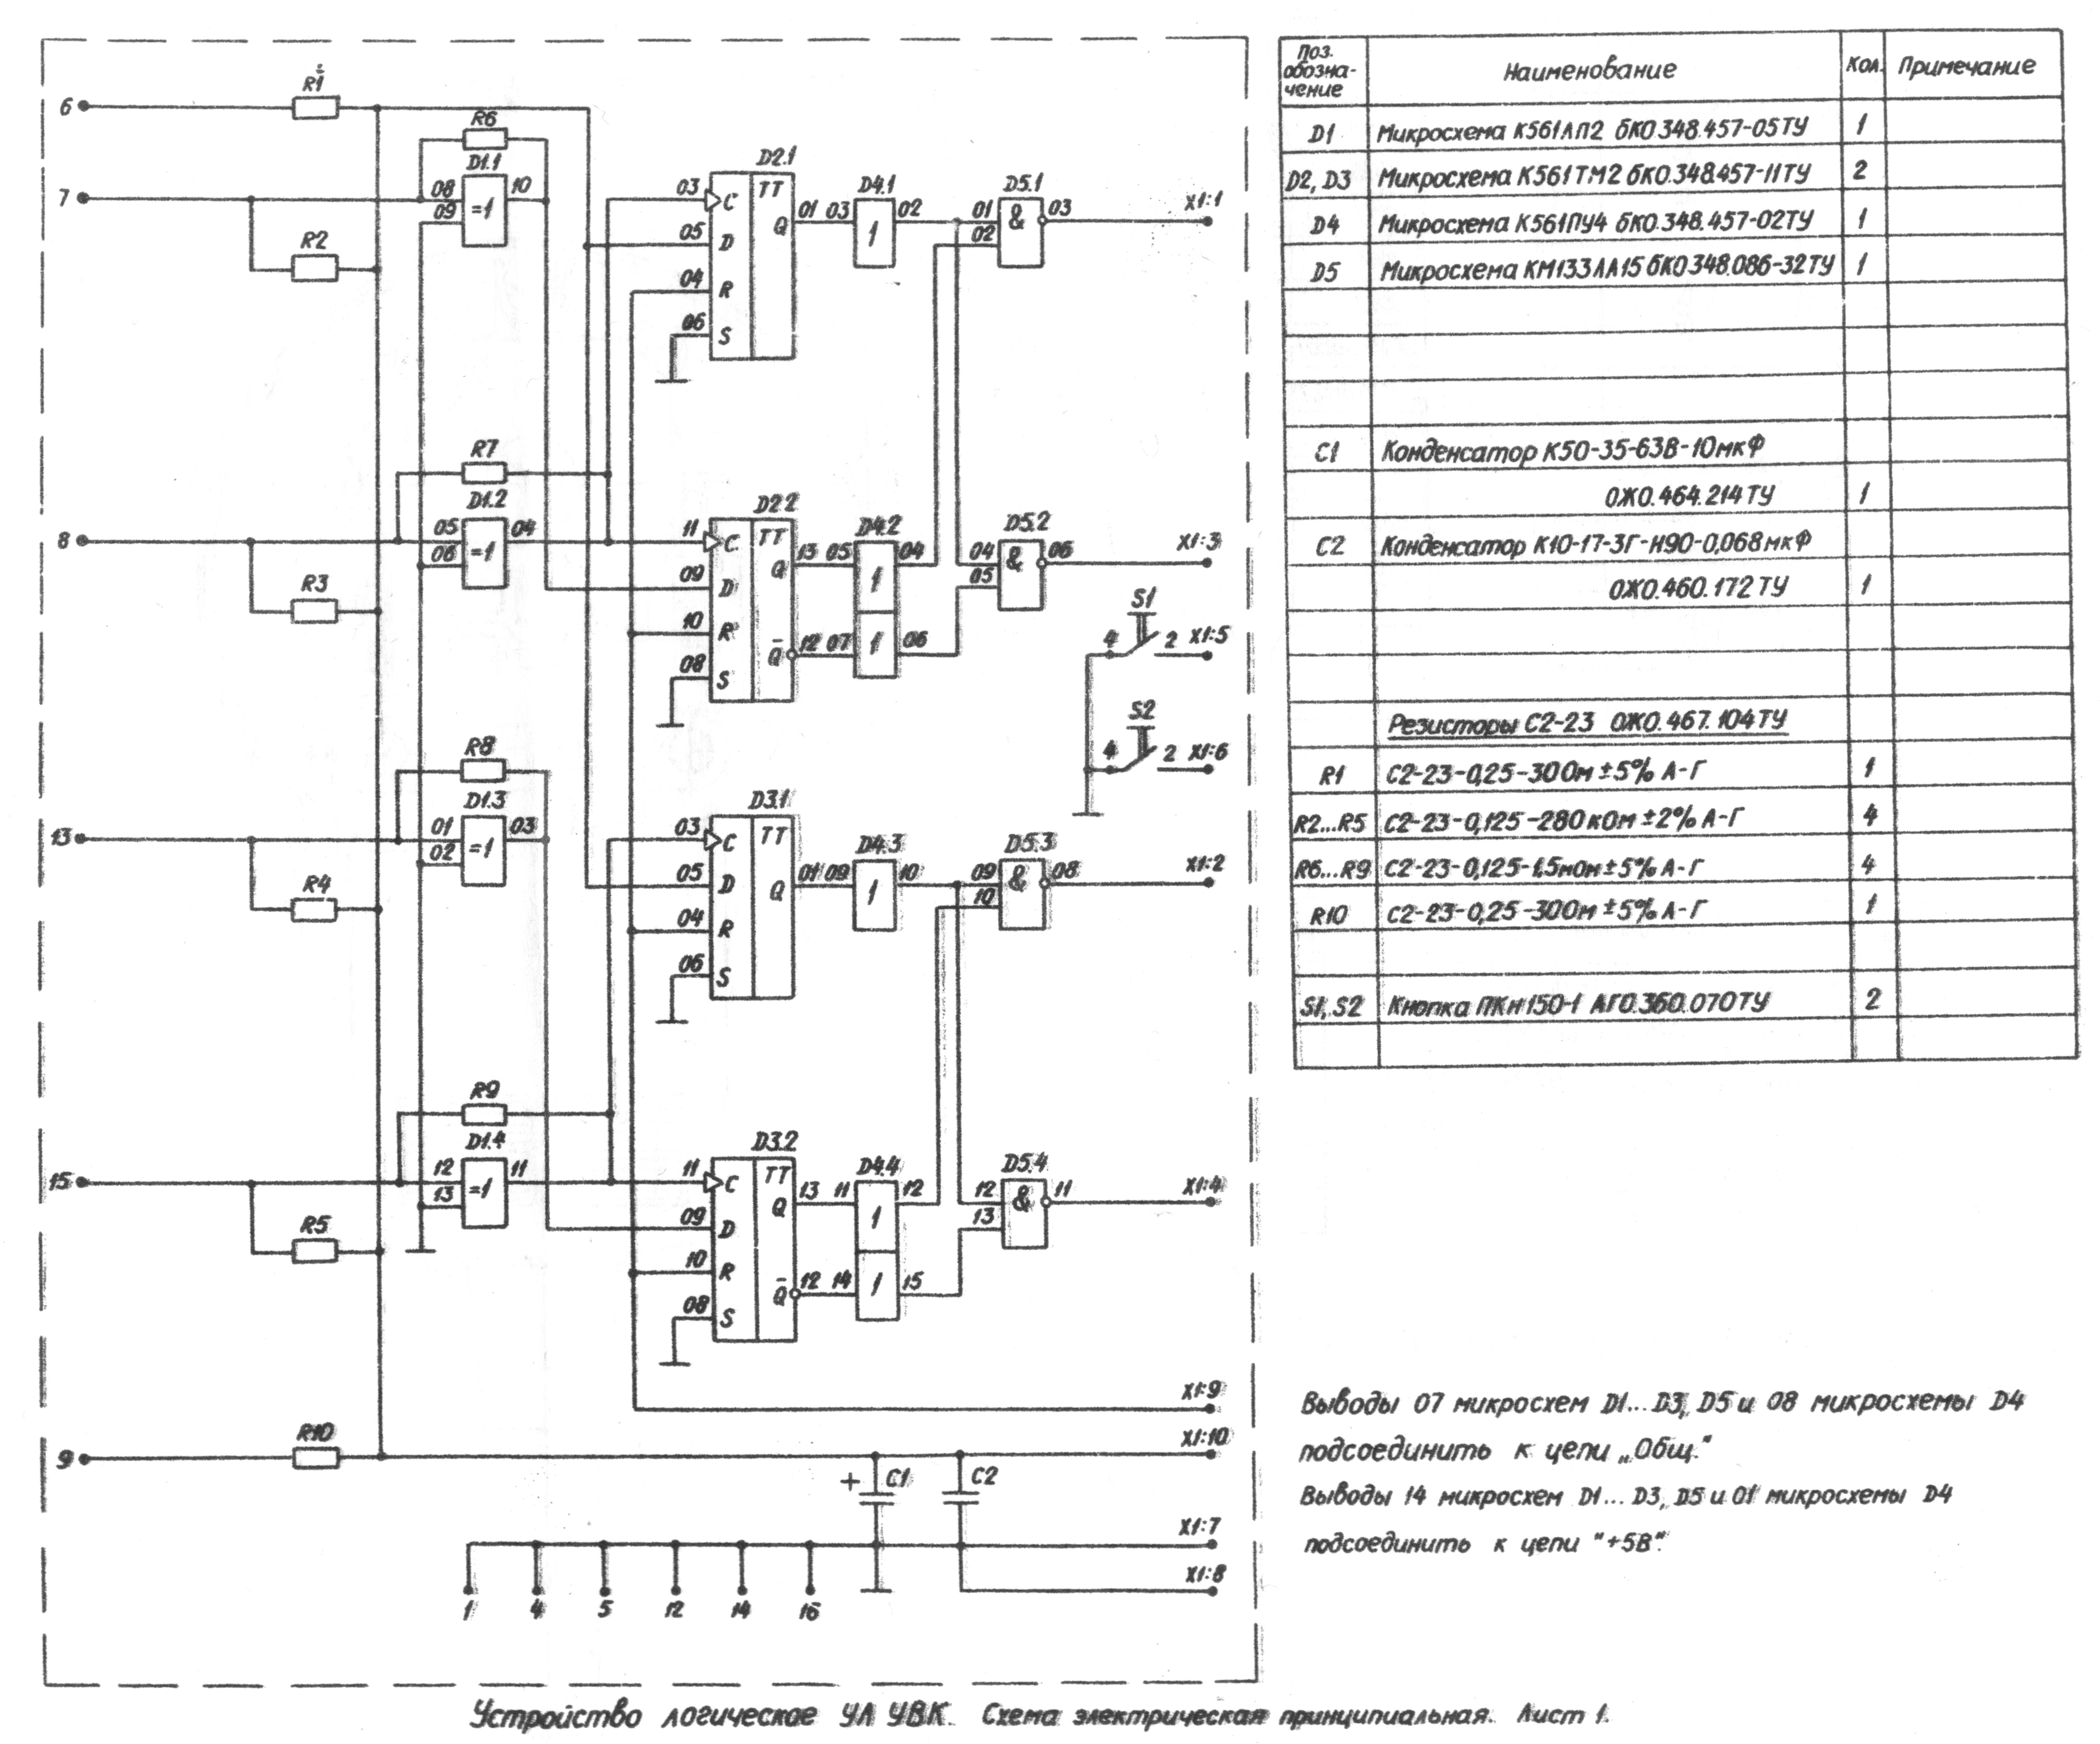 6
R1
R6
D1.1
7
08
09
=1
10
R2
D2.1
03
C
TT
05
D
04
R
06
S
Q
01
03
D4.1
1
02
D5.1
01
02
&
03
X1:1
R7
D1.2
8
05
06
=1
04
R3
D2.2
11
C
TT
09
D
10
R
08
S
Q
13
05
D4.2
1
04
Q
12
07
1
06
D5.2
04
05
&
06
X1:3
S1
4
2
X1:5
S2
4
2
X1:6
R8
D1.3
13
01
02
=1
03
R4
D3.1
03
C
TT
05
D
04
R
06
S
Q
01
09
D4.3
1
10
D5.3
09
10
&
08
X1:2
R9
D1.4
15
12
13
=1
11
R5
D3.2
11
C
TT
09
D
10
R
08
S
Q
13
11
D4.4
1
12
Q
12
14
1
15
D5.4
12
13
&
11
X1:4
X1:9
9
R10
X1:10
+
C1
C2
X1:7
X1:8
1
4
5
12
14
16
Поз. обозна-чение Наименование Кол. Примечание
D1 Микросхема К561ЛП2 бК0.348.457-05ТУ 1
D2, D3 Микросхема К561ТМ2 бК0.348.457-11ТУ 2
D4 Микросхема К561ПУ4 бК0.348.457-02ТУ 1
D5 Микросхема КМ133ЛА15 бК0.348.086-32ТУ 1
C1 Конденсатор К50-35-63В-10мкФ
ОЖ0.464.214ТУ 1
C2 Конденсатор К10-17-3Г-Н90-0,068мкФ
ОЖ0.460.172ТУ 1
Резисторы С2-23 ОЖ0.467.104ТУ
R1 С2-23-0,25-30Ом ±5% А-Г 1
R2...R5 С2-23-0,125-280кОм ±2% А-Г 4
R6...R9 С2-23-0,125-1,5мОм ±5% А-Г 4
R10 С2-23-0,25-30Ом ±5% А-Г 1
S1, S2 Кнопка ПКн150-1 АГ0.360.070ТУ 2
Выводы 07 микросхем D1...D3, D5 и 08 микросхемы D4
подсоединить к цепи „Общ."
Выводы 14 микросхем D1...D3, D5 и 01 микросхемы D4
подсоединить к цепи "+5В".
Устройство логическое УЛ УВК. Схема электрическая принципиальная. Лист 1.